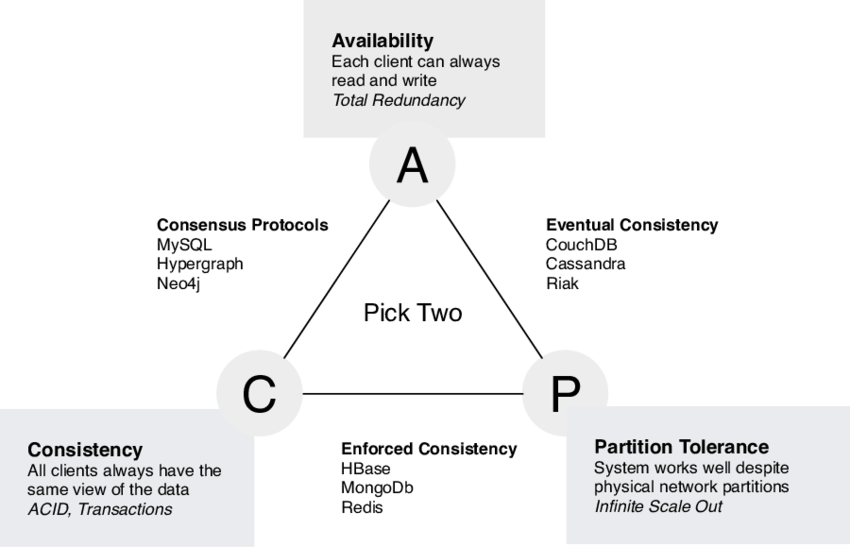 Availability
Each client can always
read and write
Total Redundancy
A
Consensus Protocols
MySQL
Hypergraph
Neo4j
Eventual Consistency
CouchDB
Cassandra
Riak
Pick Two
C
P
Consistency
All clients always have the
same view of the data
ACID, Transactions
Enforced Consistency
HBase
MongoDb
Redis
Partition Tolerance
System works well despite
physical network partitions
Infinite Scale Out